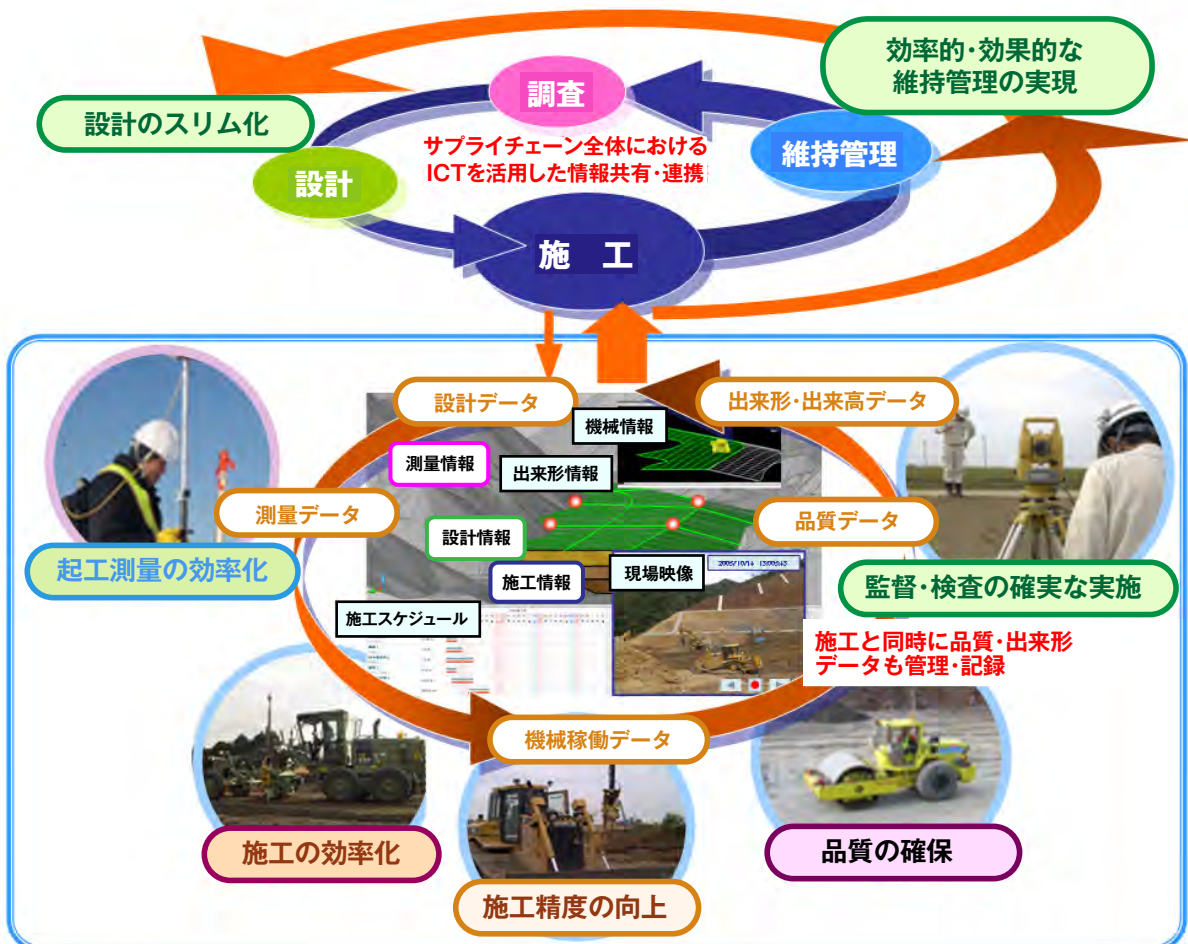 効率的・効果的な
維持管理の実現
調査
設計のスリム化
サプライチェーン全体における
ICTを活用した情報共有・連携
維持管理
設計
施 工
設計データ
出来形・出来高データ
機械情報
測量情報
出来形情報
測量データ
品質データ
設計情報
起工測量の効率化
施工情報
現場映像
監督・検査の確実な実施
施工スケジュール
施工と同時に品質・出来形
データも管理・記録
機械稼働データ
施工の効率化
品質の確保
施工精度の向上